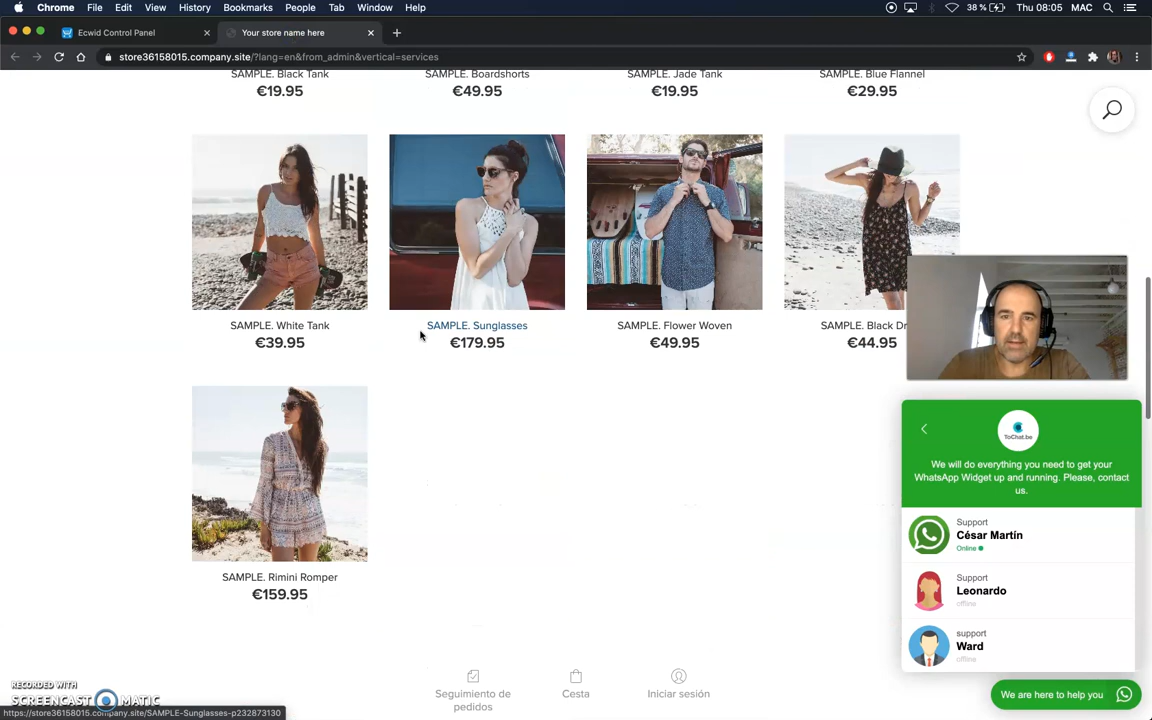 Chrome File Edit View History Bookmarks People Tab Window Help 38 % Thu 08:05 MAC
Ecwid Control Panel Your store name here
store36158015.company.site/?lang=en&from_admin&vertical=services
SAMPLE. Black Tank SAMPLE. Boardshorts SAMPLE. Jade Tank SAMPLE. Blue Flannel
€19.95 €49.95 €19.95 €29.95
SAMPLE. White Tank SAMPLE. Sunglasses SAMPLE. Flower Woven SAMPLE. Black Dr
€39.95 €179.95 €49.95 €44.95
SAMPLE. Rimini Romper
€159.95
ToChat.be
We will do everything you need to get your
WhatsApp Widget up and running. Please, contact
us.
Support
César Martín
Online
Support
Leonardo
offline
support
Ward
offline
We are here to help you
Seguimiento de
pedidos
Cesta
Iniciar sesión
RECORDED WITH
SCREENCAST MATIC
https://store36158015.company.site/SAMPLE-Sunglasses-p232873130